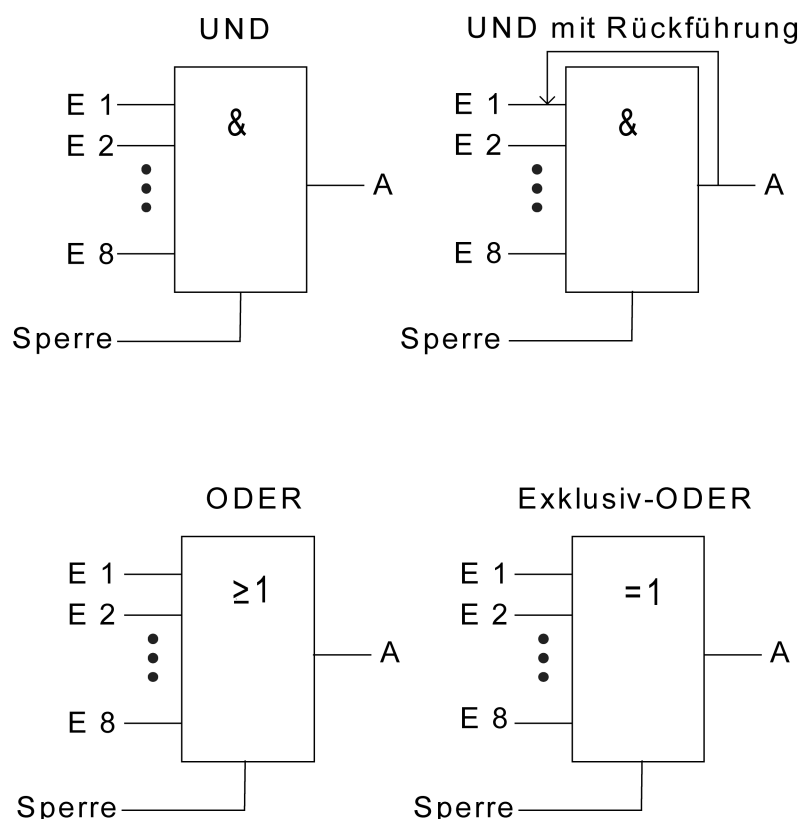 UND
E 1
&
E 2
A
E 8
Sperre
UND mit Rückführung
E 1
&
E 2
A
E 8
Sperre
ODER
E 1
≥1
E 2
A
E 8
Sperre
Exklusiv-ODER
E 1
=1
E 2
A
E 8
Sperre